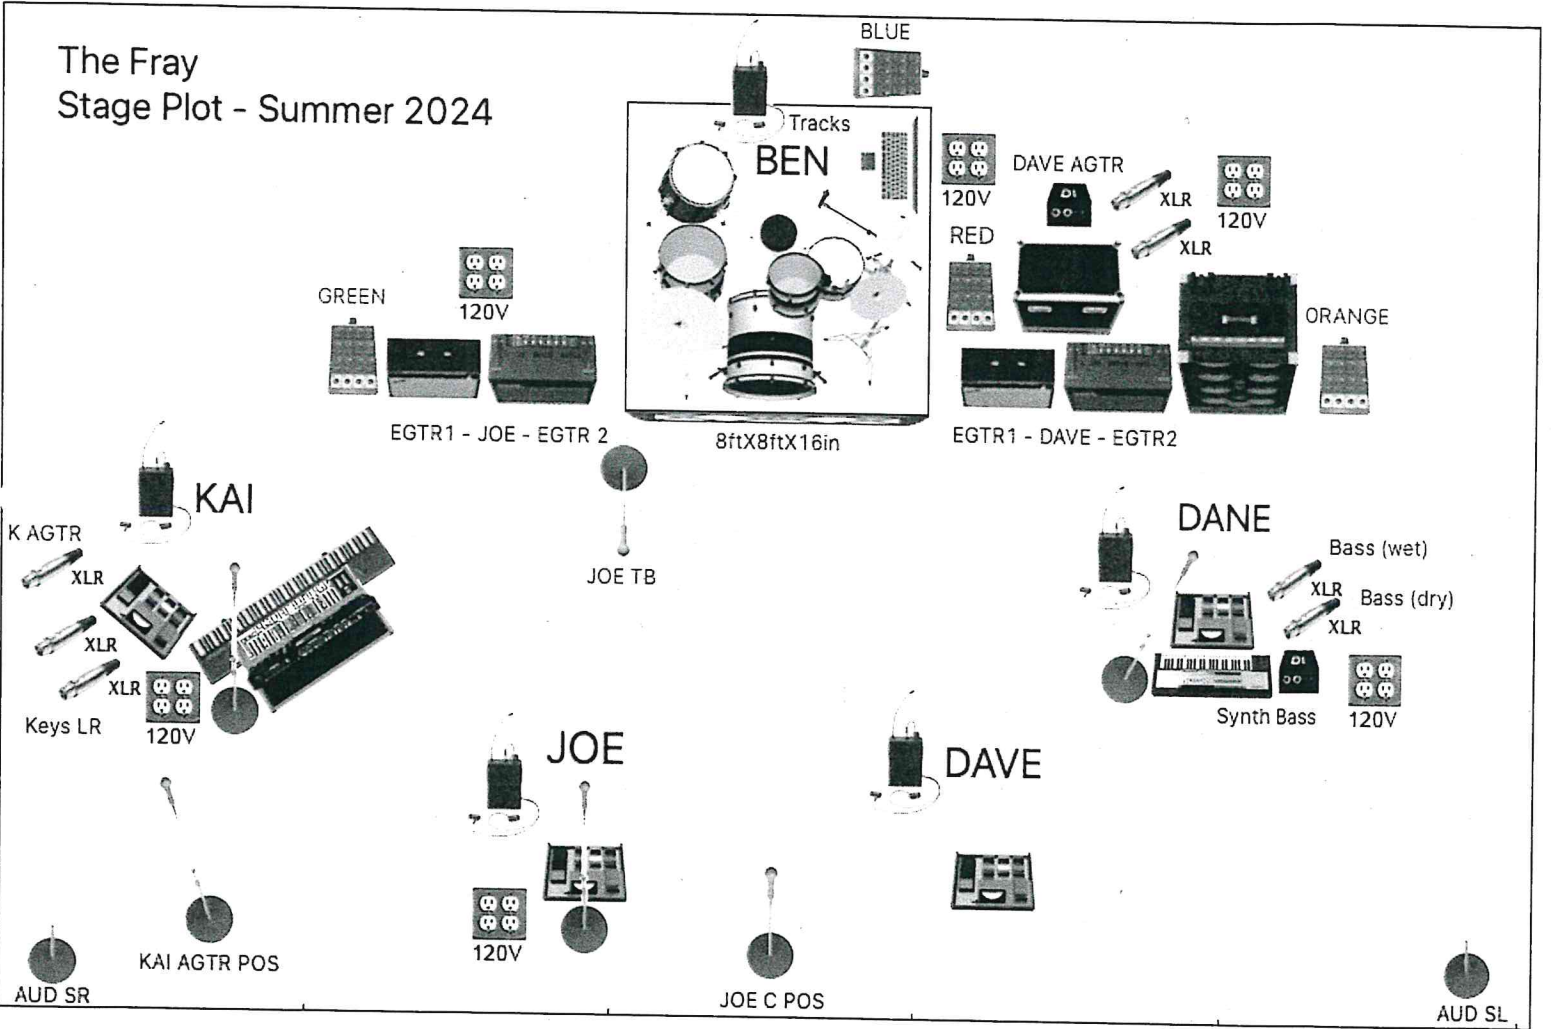 The Fray
Stage Plot - Summer 2024
BLUE
Tracks
BEN
120V
DAVE AGTR
DI
XLR
XLR
120V
RED
GREEN
120V
ORANGE
EGTR1 - JOE - EGTR 2
8ftX8ftX16in
EGTR1 - DAVE - EGTR2
KAI
K AGTR
XLR
XLR
XLR
Keys LR
120V
JOE TB
DANE
Bass (wet)
XLR
Bass (dry)
XLR
DI
Synth Bass
120V
JOE
120V
DAVE
KAI AGTR POS
AUD SR
JOE C POS
AUD SL